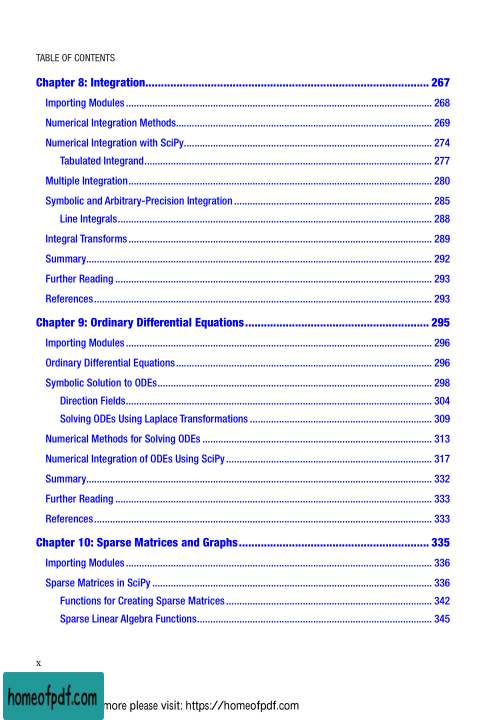 TABLE OF CONTENTS
Chapter 8: Integration.......................................................................................... 267
Importing Modules.................................................................................................................... 268
Numerical Integration Methods................................................................................................. 269
Numerical Integration with SciPy.............................................................................................. 274
Tabulated Integrand............................................................................................................. 277
Multiple Integration................................................................................................................... 280
Symbolic and Arbitrary-Precision Integration........................................................................... 285
Line Integrals....................................................................................................................... 288
Integral Transforms................................................................................................................... 289
Summary................................................................................................................................... 292
Further Reading........................................................................................................................ 293
References................................................................................................................................ 293
Chapter 9: Ordinary Differential Equations........................................................... 295
Importing Modules.................................................................................................................... 296
Ordinary Differential Equations................................................................................................. 296
Symbolic Solution to ODEs........................................................................................................ 298
Direction Fields.................................................................................................................... 304
Solving ODEs Using Laplace Transformations..................................................................... 309
Numerical Methods for Solving ODEs....................................................................................... 313
Numerical Integration of ODEs Using SciPy.............................................................................. 317
Summary................................................................................................................................... 332
Further Reading........................................................................................................................ 333
References................................................................................................................................ 333
Chapter 10: Sparse Matrices and Graphs............................................................. 335
Importing Modules.................................................................................................................... 336
Sparse Matrices in SciPy.......................................................................................................... 336
Functions for Creating Sparse Matrices.............................................................................. 342
Sparse Linear Algebra Functions......................................................................................... 345
x
homeofpdf.com more please visit: https://homeofpdf.com